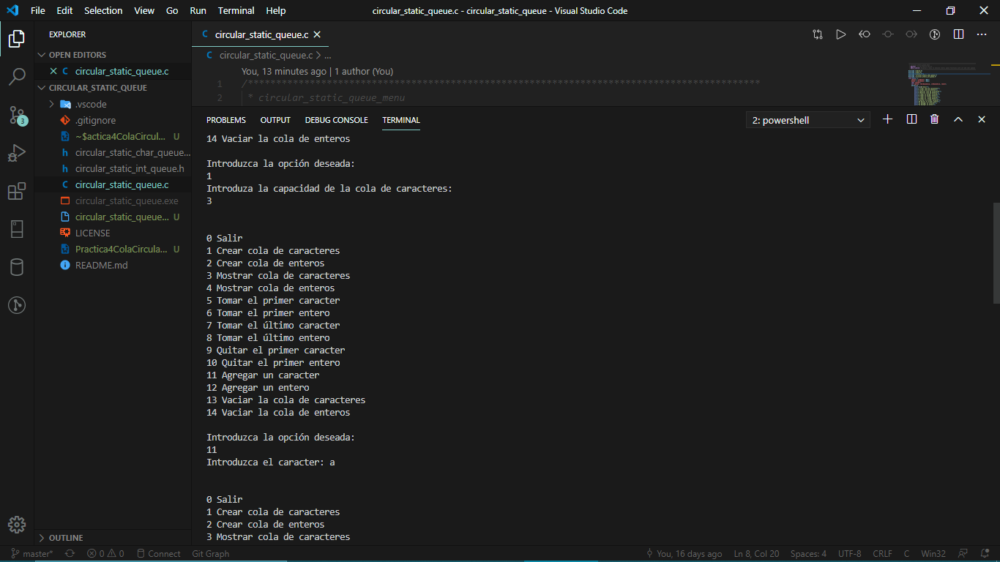 File Edit Selection View Go Run Terminal Help
circular_static_queue.c - circular_static_queue - Visual Studio Code
EXPLORER
OPEN EDITORS
circular_static_queue.c
CIRCULAR_STATIC_QUEUE
.vscode
.gitignore
~$actica4ColaCircul... U
circular_static_char_queue...
circular_static_int_queue.h
circular_static_queue.c
circular_static_queue.exe
circular_static_queue... U
LICENSE
Practica4ColaCircula... U
README.md
OUTLINE
3
circular_static_queue.c
circular_static_queue.c > ...
You, 13 minutes ago | 1 author (You)
1
2 * circular_static_queue_menu
PROBLEMS OUTPUT DEBUG CONSOLE TERMINAL
2: powershell
14 Vaciar la cola de enteros
Introduzca la opción deseada:
1
Introduza la capacidad de la cola de caracteres:
3
0 Salir
1 Crear cola de caracteres
2 Crear cola de enteros
3 Mostrar cola de caracteres
4 Mostrar cola de enteros
5 Tomar el primer caracter
6 Tomar el primer entero
7 Tomar el último caracter
8 Tomar el último entero
9 Quitar el primer caracter
10 Quitar el primer entero
11 Agregar un caracter
12 Agregar un entero
13 Vaciar la cola de caracteres
14 Vaciar la cola de enteros
Introduzca la opción deseada:
11
Introduzca el caracter: a
0 Salir
1 Crear cola de caracteres
2 Crear cola de enteros
3 Mostrar cola de caracteres
master* 0 0 Connect Git Graph
You, 16 days ago Ln 8, Col 20 Spaces: 4 UTF-8 CRLF C Win32